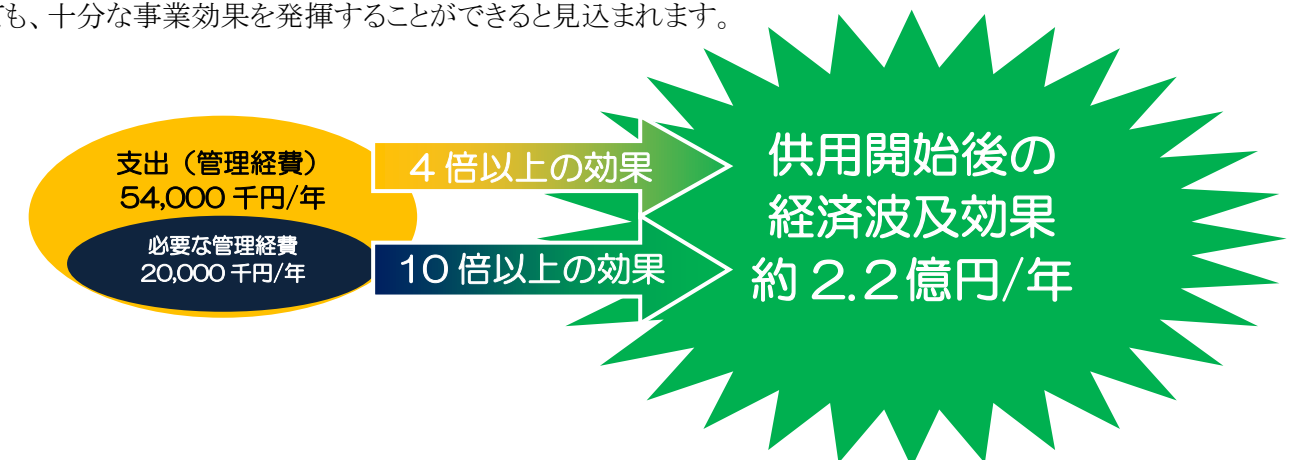 ても、十分な事業効果を発揮することができると見込まれます。
支出（管理経費）
54,000 千円/年
必要な管理経費
20,000 千円/年
4 倍以上の効果
10 倍以上の効果
供用開始後の
経済波及効果
約 2.2億円/年